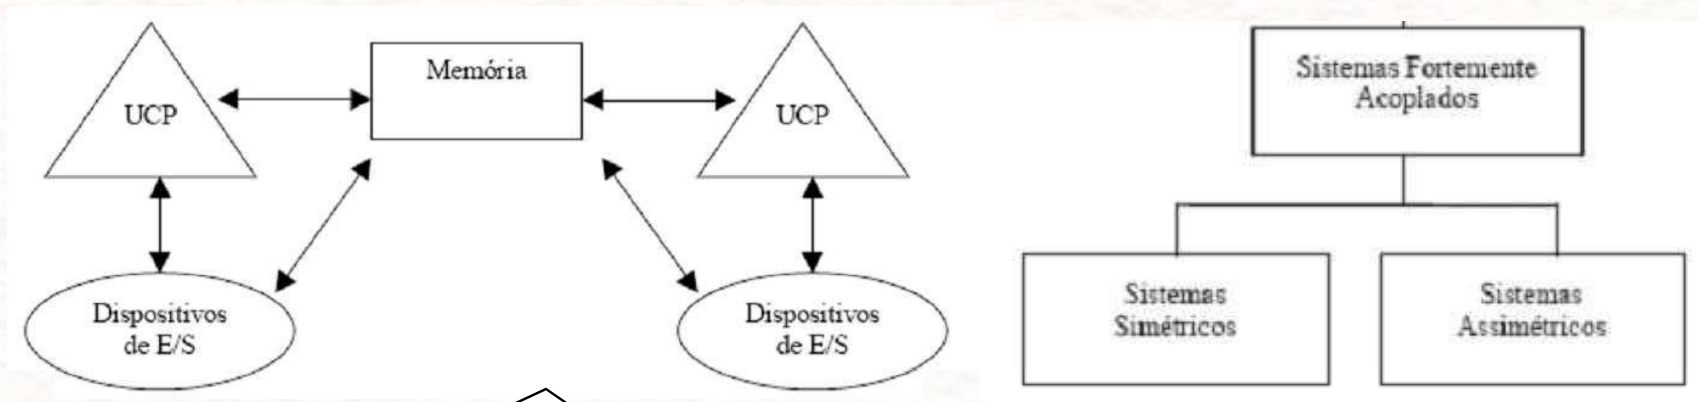 UCP
Memória
UCP
Dispositivos
de E/S
Dispositivos
de E/S
Sistemas Fortemente
Acoplados
Sistemas
Simétricos
Sistemas
Assimétricos